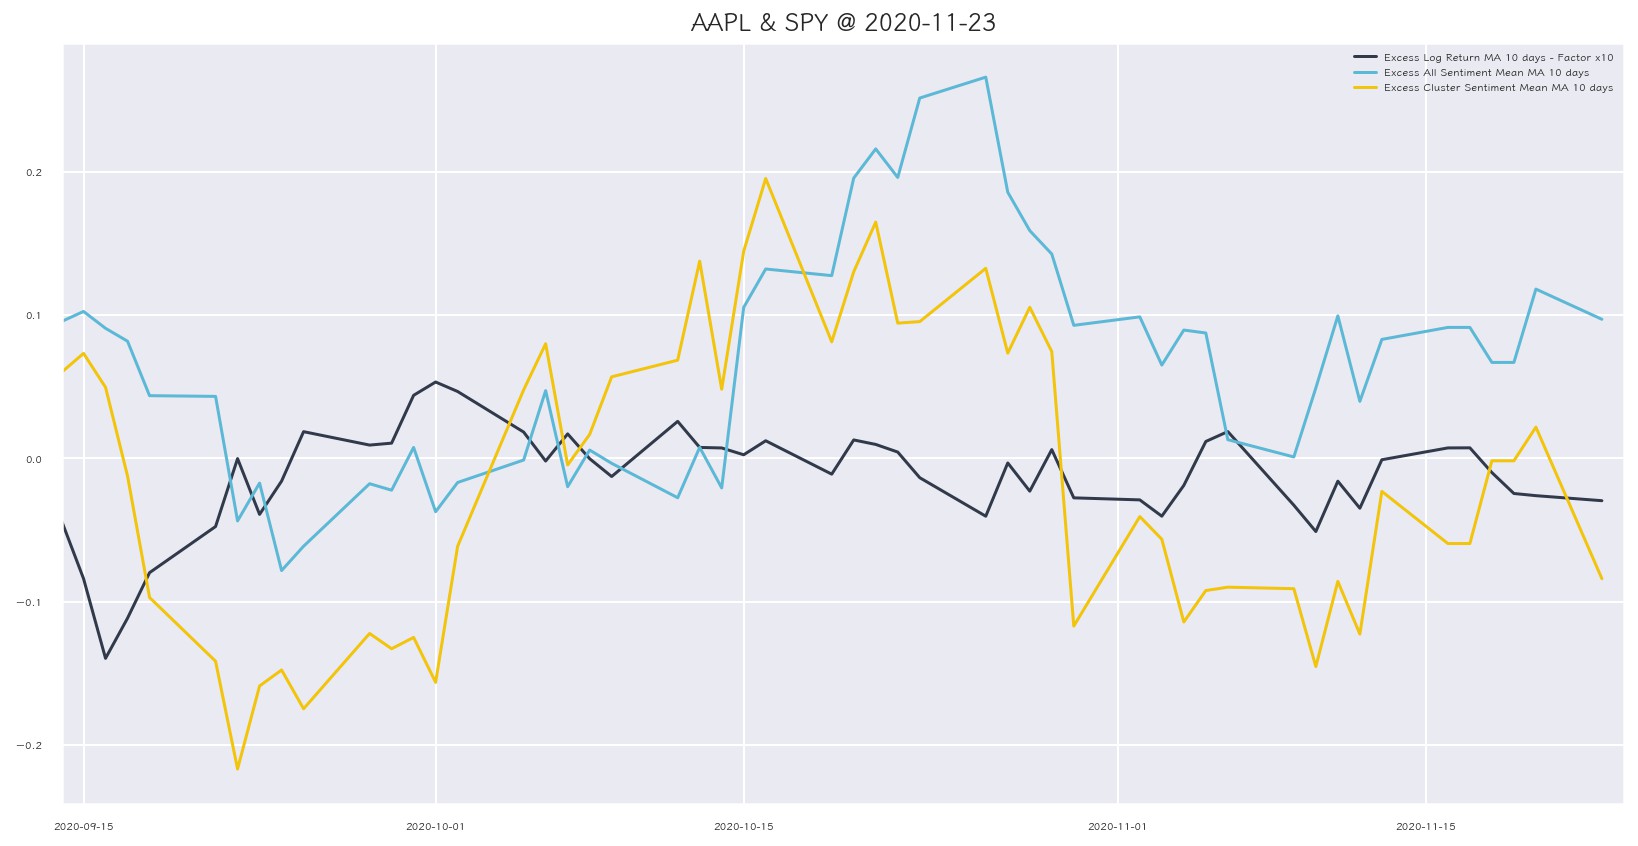 AAPL & SPY @ 2020-11-23
Excess Log Return MA 10 days - Factor x10
Excess All Sentiment Mean MA 10 days
Excess Cluster Sentiment Mean MA 10 days
0.2
0.1
0.0
−0.1
−0.2
2020-09-15
2020-10-01
2020-10-15
2020-11-01
2020-11-15